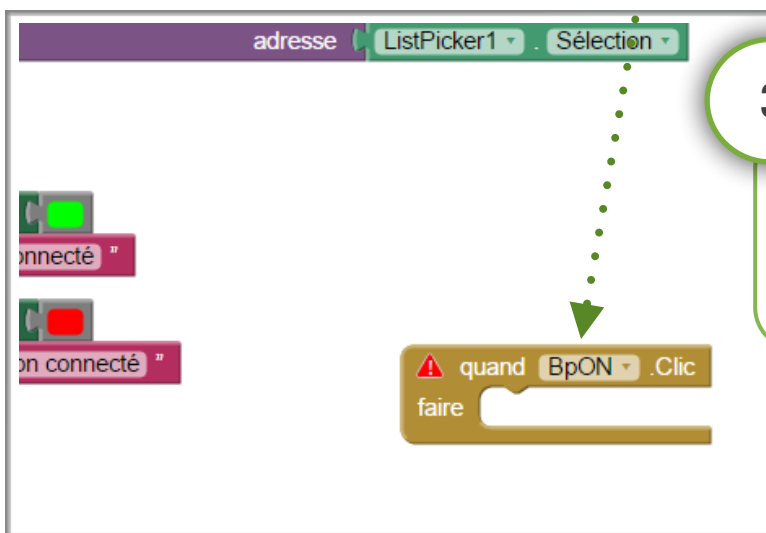 adresse ListPicker1 . Sélection
onnecté "
on connecté "
quand BpON .Clic
faire